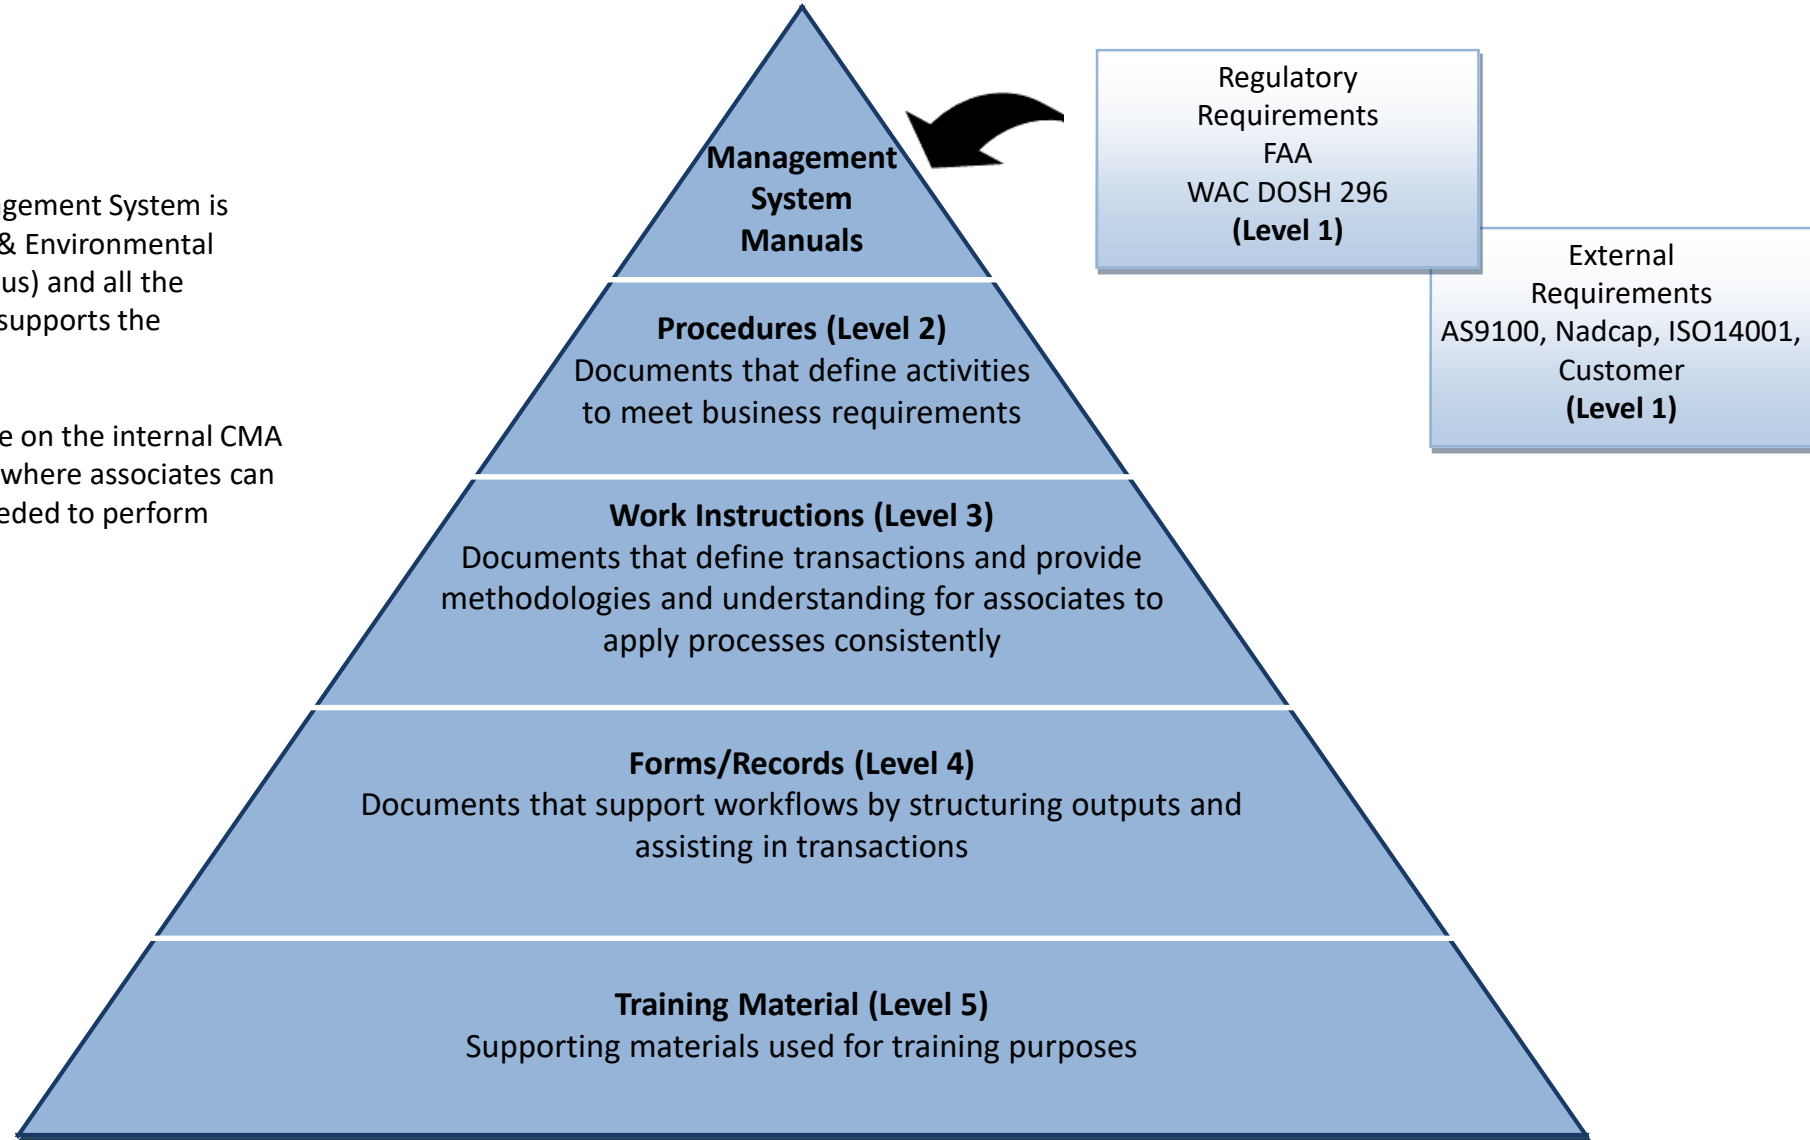 agement System is
& Environmental
us) and all the
supports the
e on the internal CMA
where associates can
eded to perform
Management
System
Manuals
Procedures (Level 2)
Documents that define activities
to meet business requirements
Work Instructions (Level 3)
Documents that define transactions and provide
methodologies and understanding for associates to
apply processes consistently
Forms/Records (Level 4)
Documents that support workflows by structuring outputs and
assisting in transactions
Training Material (Level 5)
Supporting materials used for training purposes
Regulatory
Requirements
FAA
WAC DOSH 296
(Level 1)
External
Requirements
AS9100, Nadcap, ISO14001,
Customer
(Level 1)